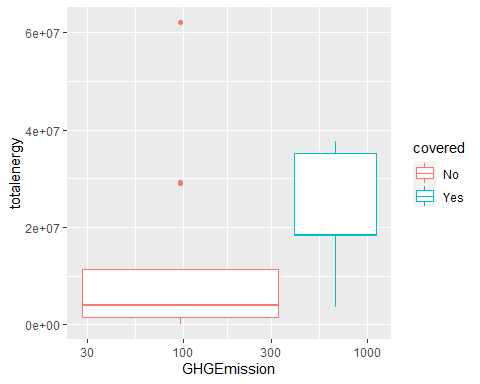 6e+07
4e+07
2e+07
0e+00
totalenergy
30
100
300
1000
GHGEmission
covered
No
Yes